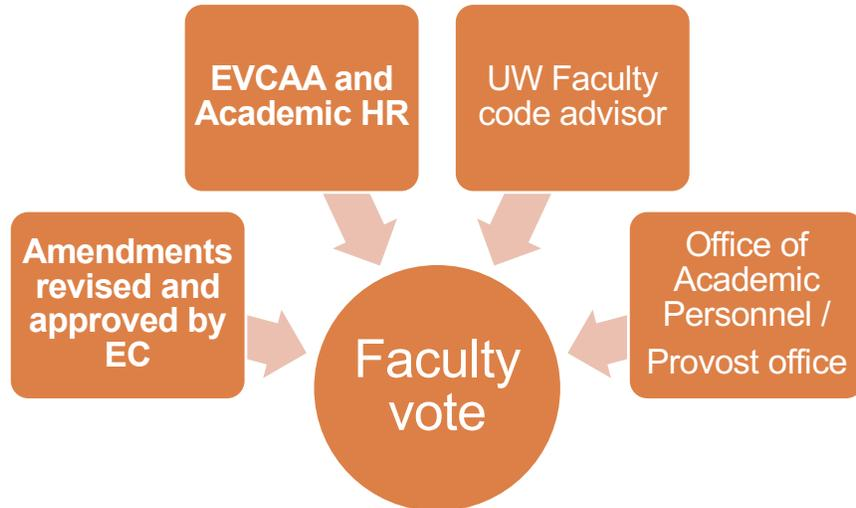 EVCAA and
Academic HR
UW Faculty
code advisor
Amendments
revised and
approved by
EC
Office of
Academic
Personnel /
Provost office
Faculty
vote